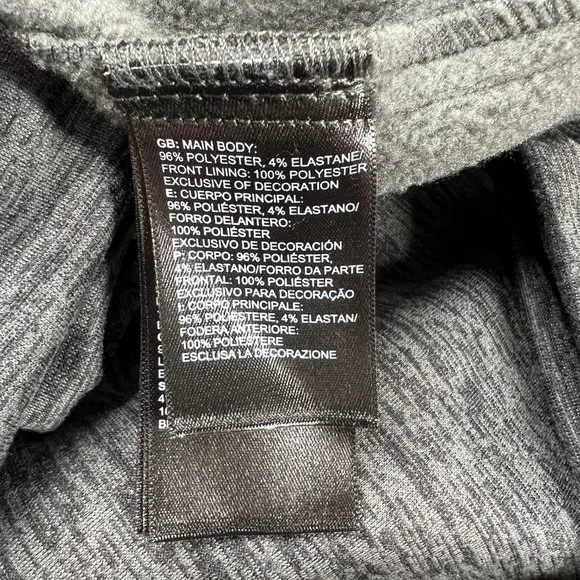 GB: MAIN BODY:
96% POLYESTER, 4% ELASTANE/
FRONT LINING: 100% POLYESTER
EXCLUSIVE OF DECORATION
E: CUERPO PRINCIPAL:
96% POLIÉSTER, 4% ELASTANO/
FORRO DELANTERO:
100% POLIÉSTER
EXCLUSIVO DE DECORACIÓN
P: CORPO: 96% POLIÉSTER,
4% ELASTANO/FORRO DA PARTE
FRONTAL: 100% POLIÉSTER
EXCLUSIVO PARA DECORAÇÃO
I: CORPO PRINCIPALE:
96% POLIESTERE, 4% ELASTAN/
FODERA ANTERIORE:
100% POLIESTERE
ESCLUSA LA DECORAZIONE